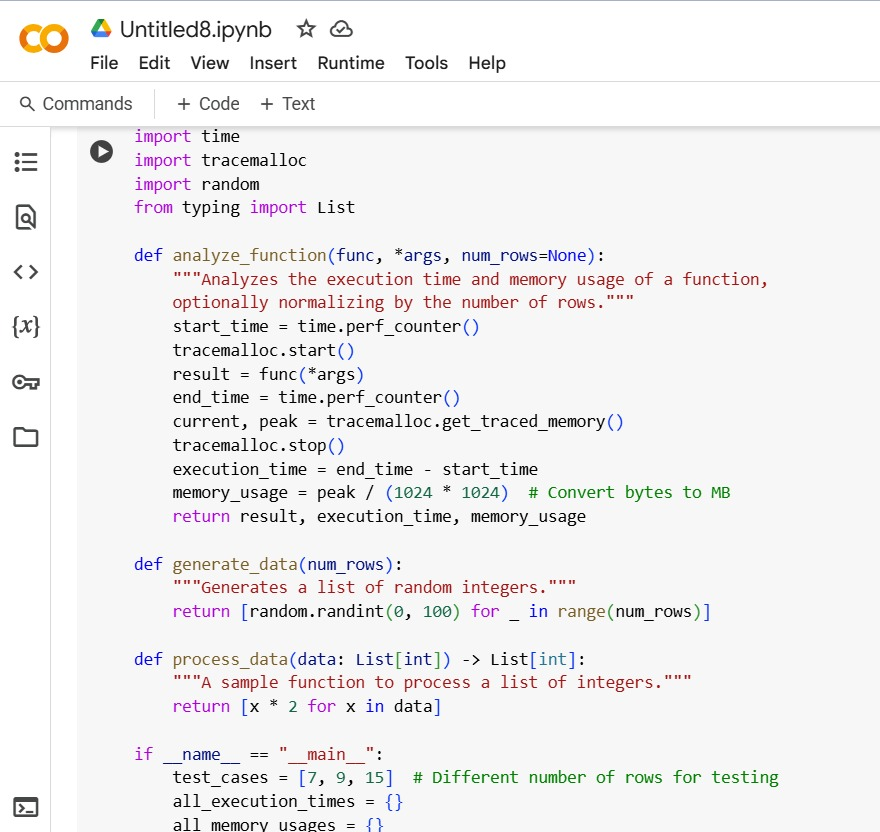 Untitled8.ipynb
File Edit View Insert Runtime Tools Help
Commands + Code + Text
import time
import tracemalloc
import random
from typing import List
def analyze_function(func, *args, num_rows=None):
    """Analyzes the execution time and memory usage of a function,
    optionally normalizing by the number of rows."""
    start_time = time.perf_counter()
    tracemalloc.start()
    result = func(*args)
    end_time = time.perf_counter()
    current, peak = tracemalloc.get_traced_memory()
    tracemalloc.stop()
    execution_time = end_time - start_time
    memory_usage = peak / (1024 * 1024)  # Convert bytes to MB
    return result, execution_time, memory_usage
def generate_data(num_rows):
    """Generates a list of random integers."""
    return [random.randint(0, 100) for _ in range(num_rows)]
def process_data(data: List[int]) -> List[int]:
    """A sample function to process a list of integers."""
    return [x * 2 for x in data]
if __name__ == "__main__":
    test_cases = [7, 9, 15]  # Different number of rows for testing
    all_execution_times = {}
    all_memory_usages = {}